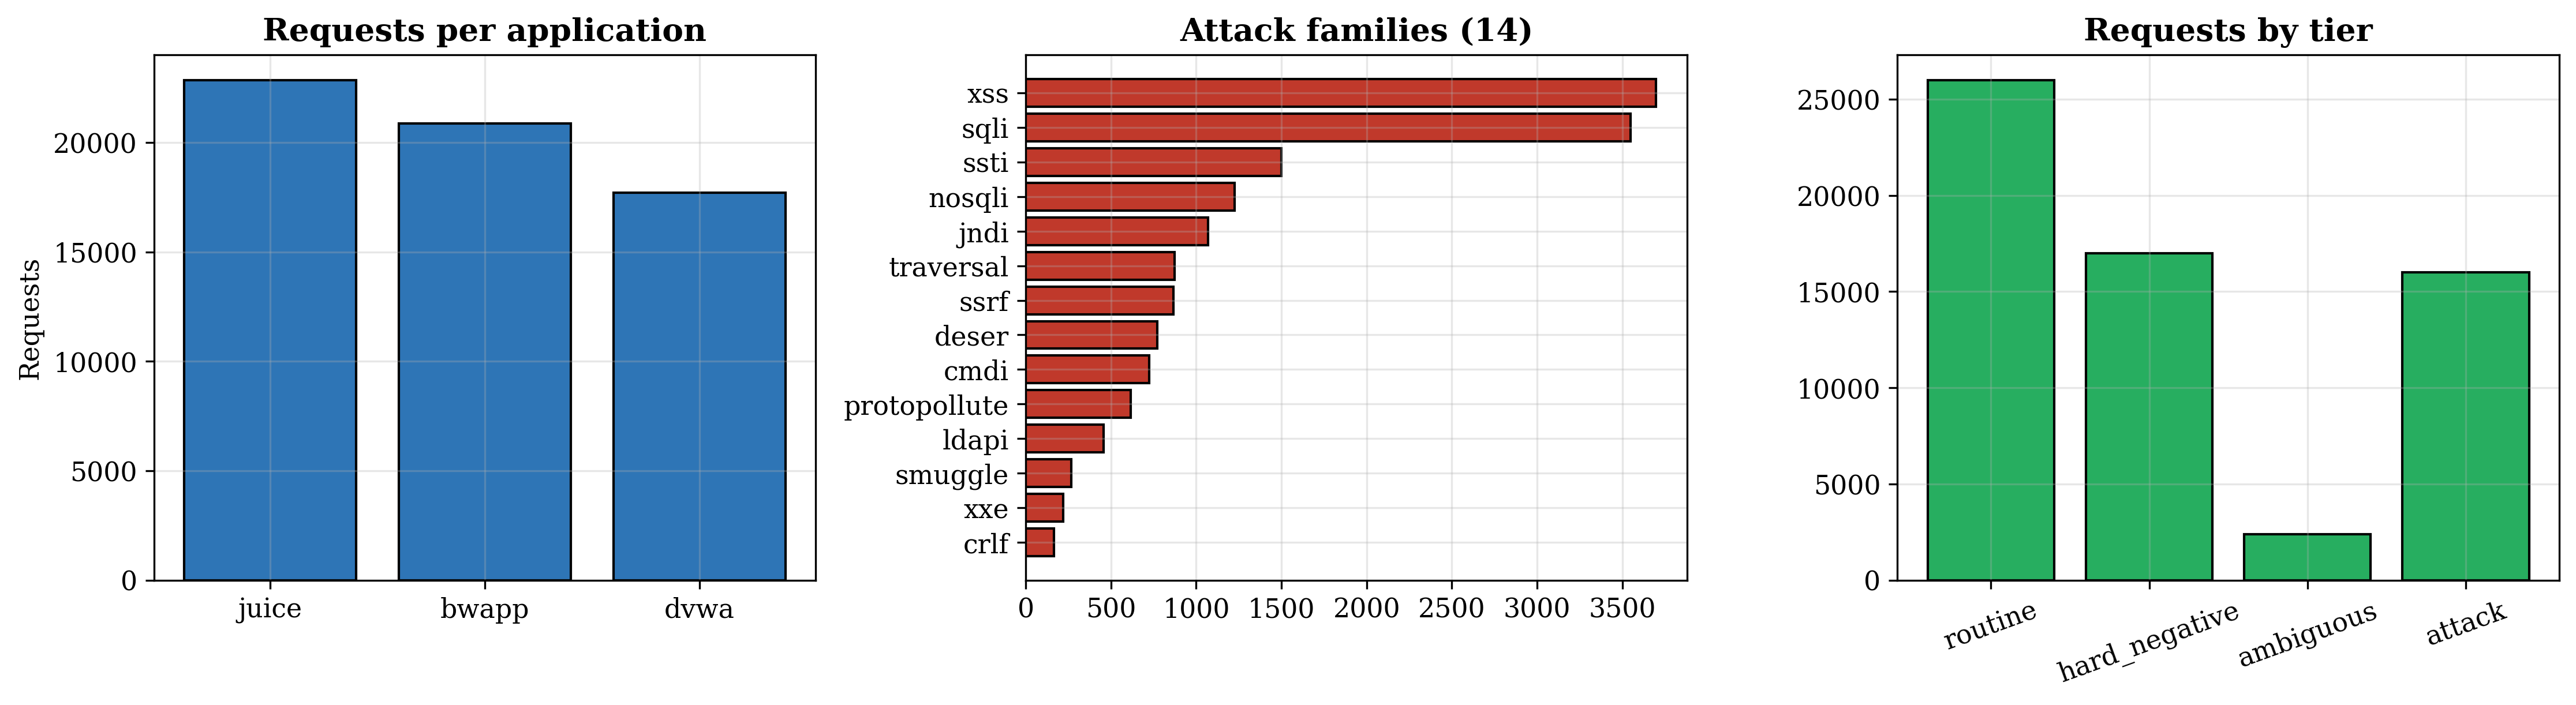 Requests per application
Requests
20000
15000
10000
5000
0
juice
bwapp
dvwa
Attack families (14)
xss
sqli
ssti
nosqli
jndi
traversal
ssrf
deser
cmdi
protopollute
ldapi
smuggle
xxe
crlf
0 500 1000 1500 2000 2500 3000 3500
Requests by tier
25000
20000
15000
10000
5000
0
routine
hard_negative
ambiguous
attack